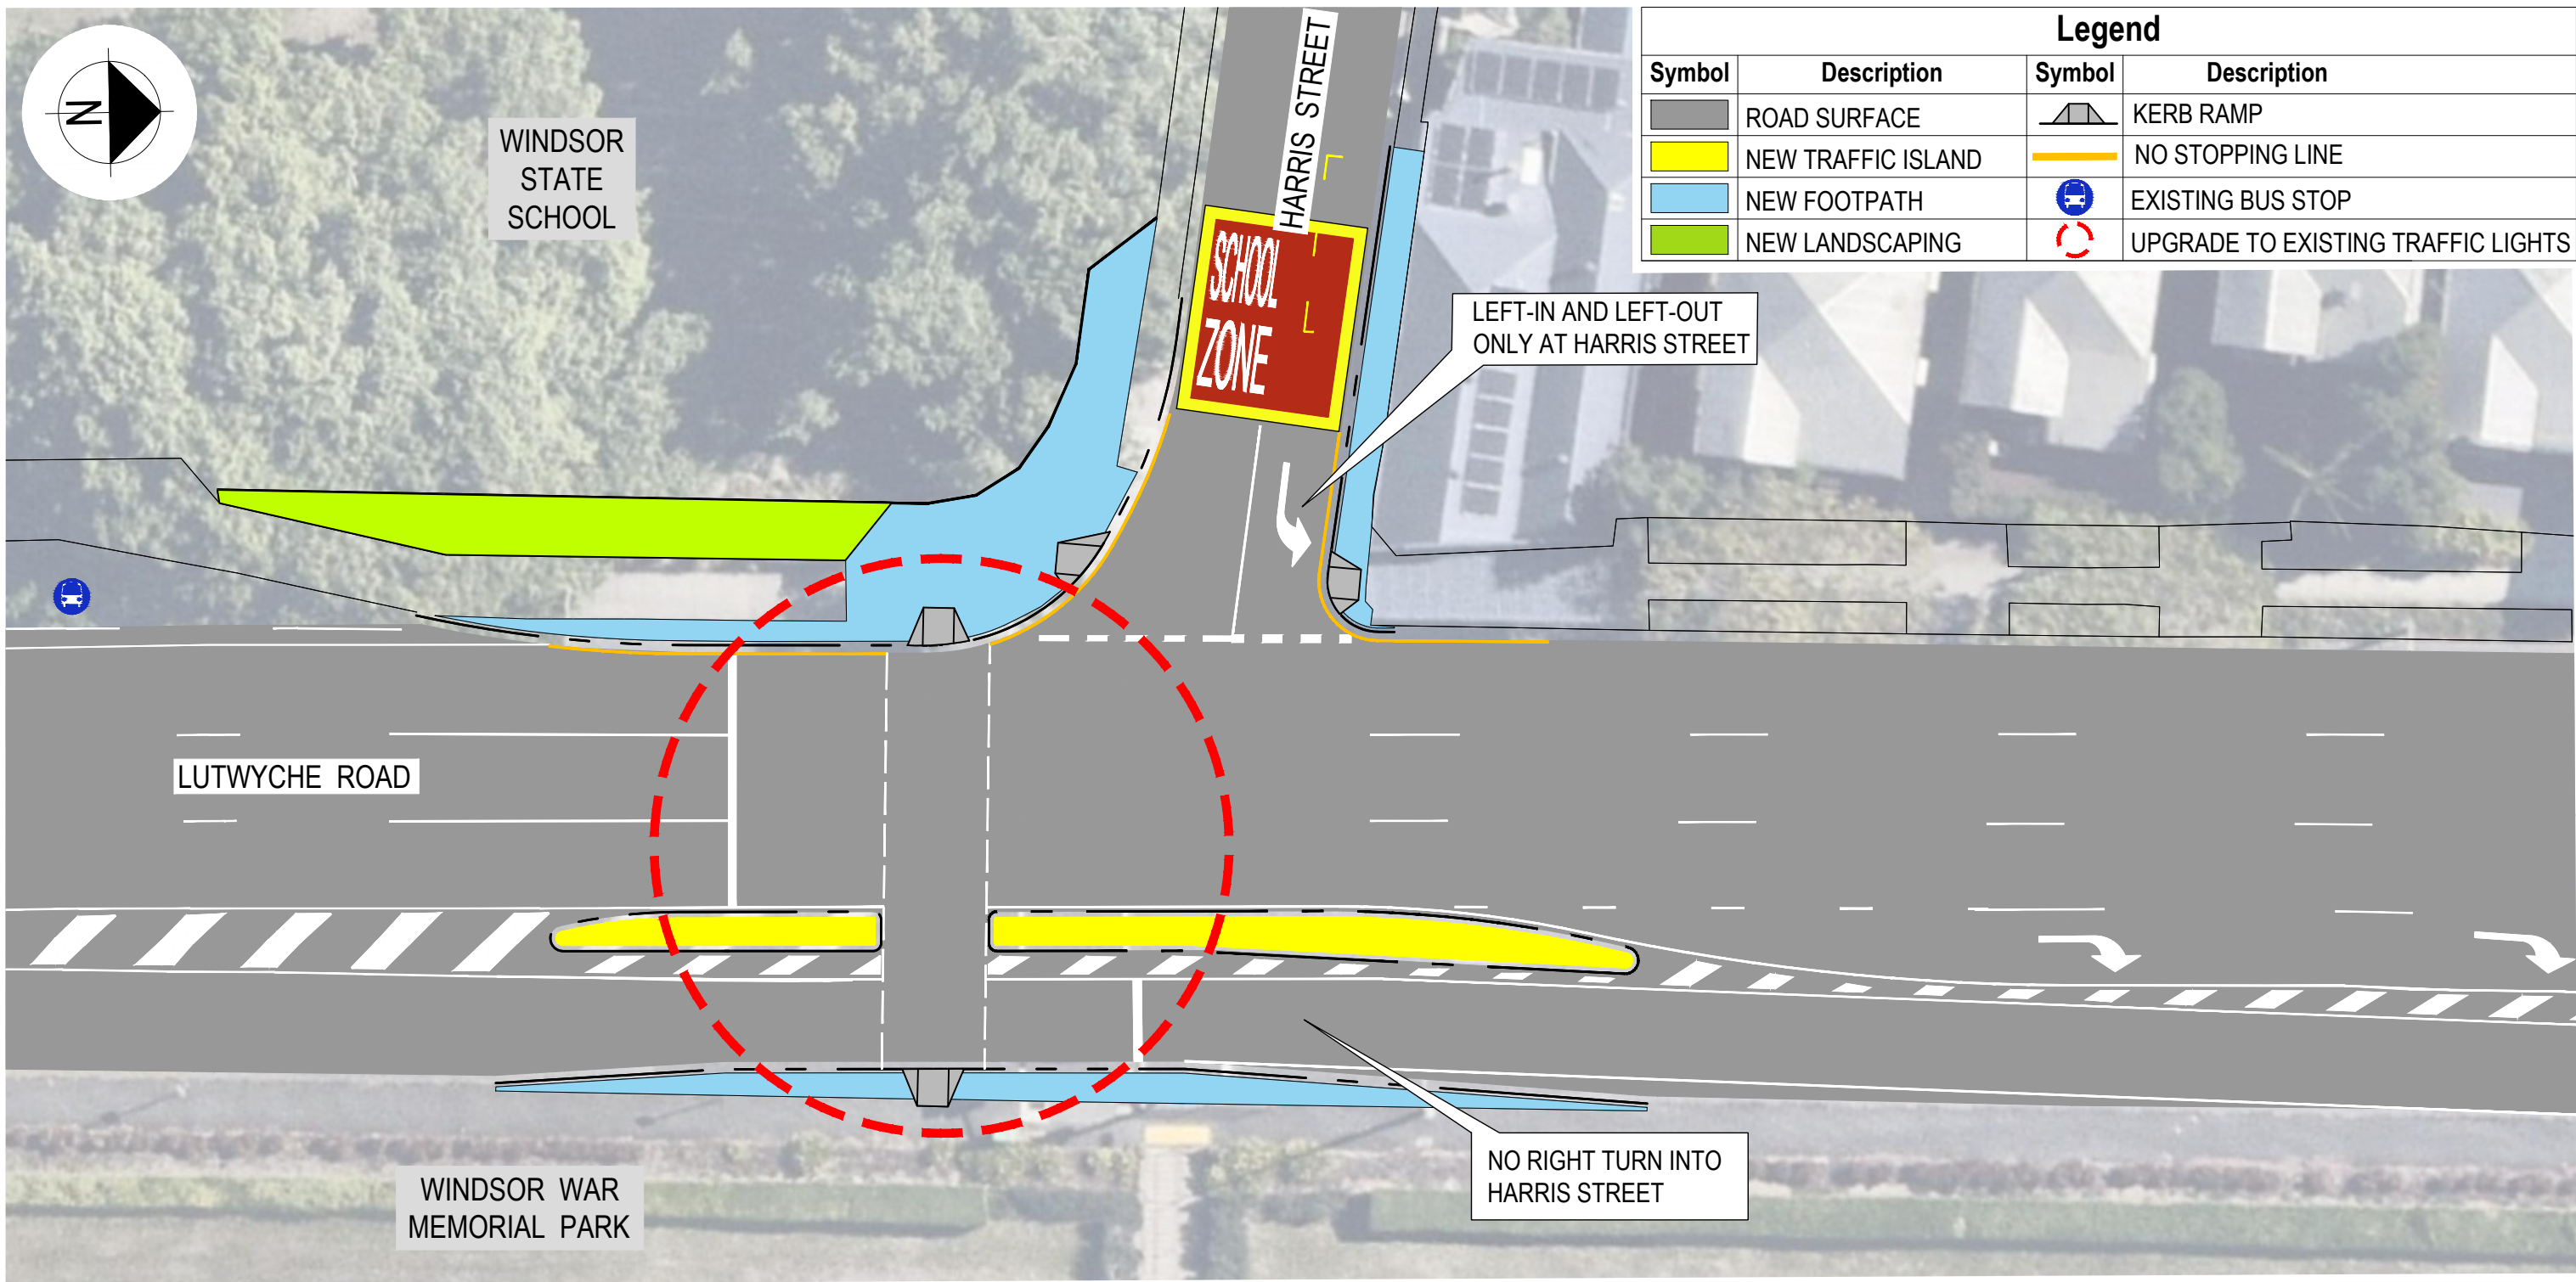 N
WINDSOR
STATE
SCHOOL
HARRIS STREET
SCHOOL
ZONE
Legend
Symbol Description Symbol Description
ROAD SURFACE KERB RAMP
NEW TRAFFIC ISLAND NO STOPPING LINE
NEW FOOTPATH EXISTING BUS STOP
NEW LANDSCAPING UPGRADE TO EXISTING TRAFFIC LIGHTS
LEFT-IN AND LEFT-OUT
ONLY AT HARRIS STREET
LUTWYCHE ROAD
NO RIGHT TURN INTO
HARRIS STREET
WINDSOR WAR
MEMORIAL PARK